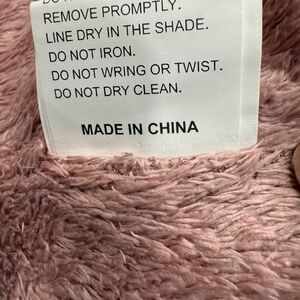 REMOVE PROMPTLY.
LINE DRY IN THE SHADE.
DO NOT IRON.
DO NOT WRING OR TWIST.
DO NOT DRY CLEAN.
MADE IN CHINA